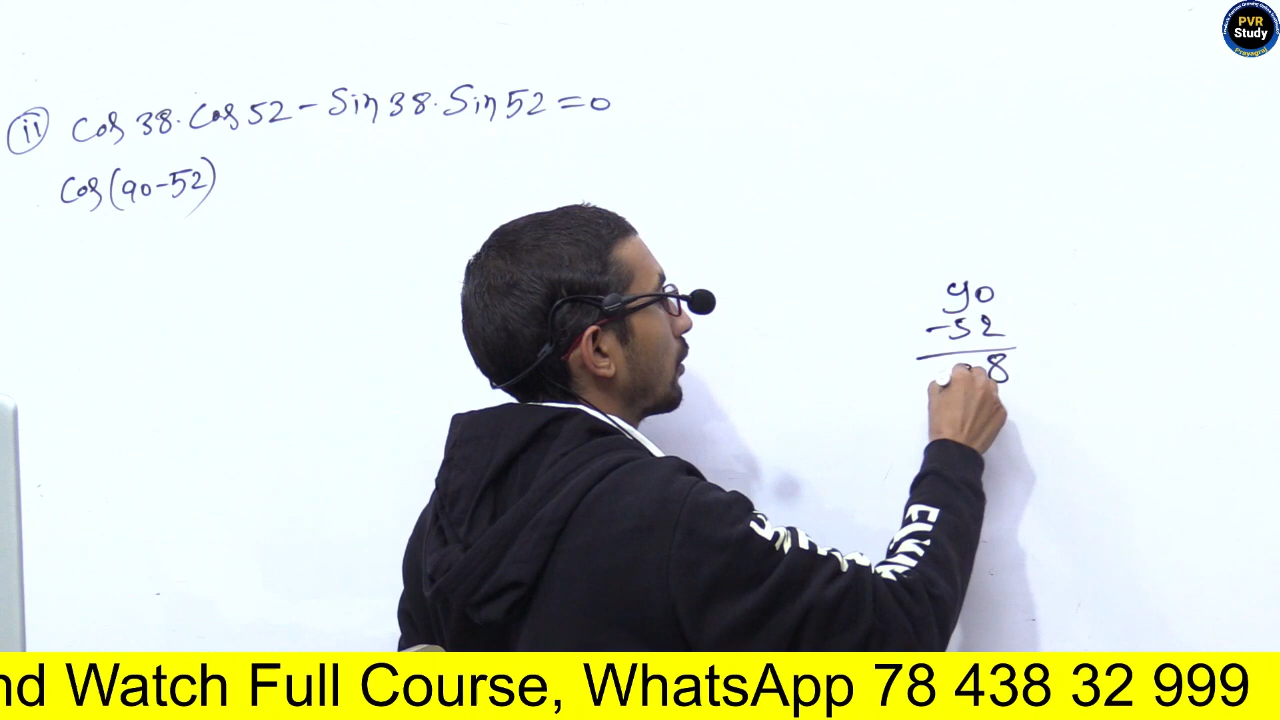 ii cos 38. cos 52 - Sin 38. Sin 52 = 0
cos (90-52)
90
-52
8
PVR
Study
Prayagraj
nd Watch Full Course, WhatsApp 78 438 32 999